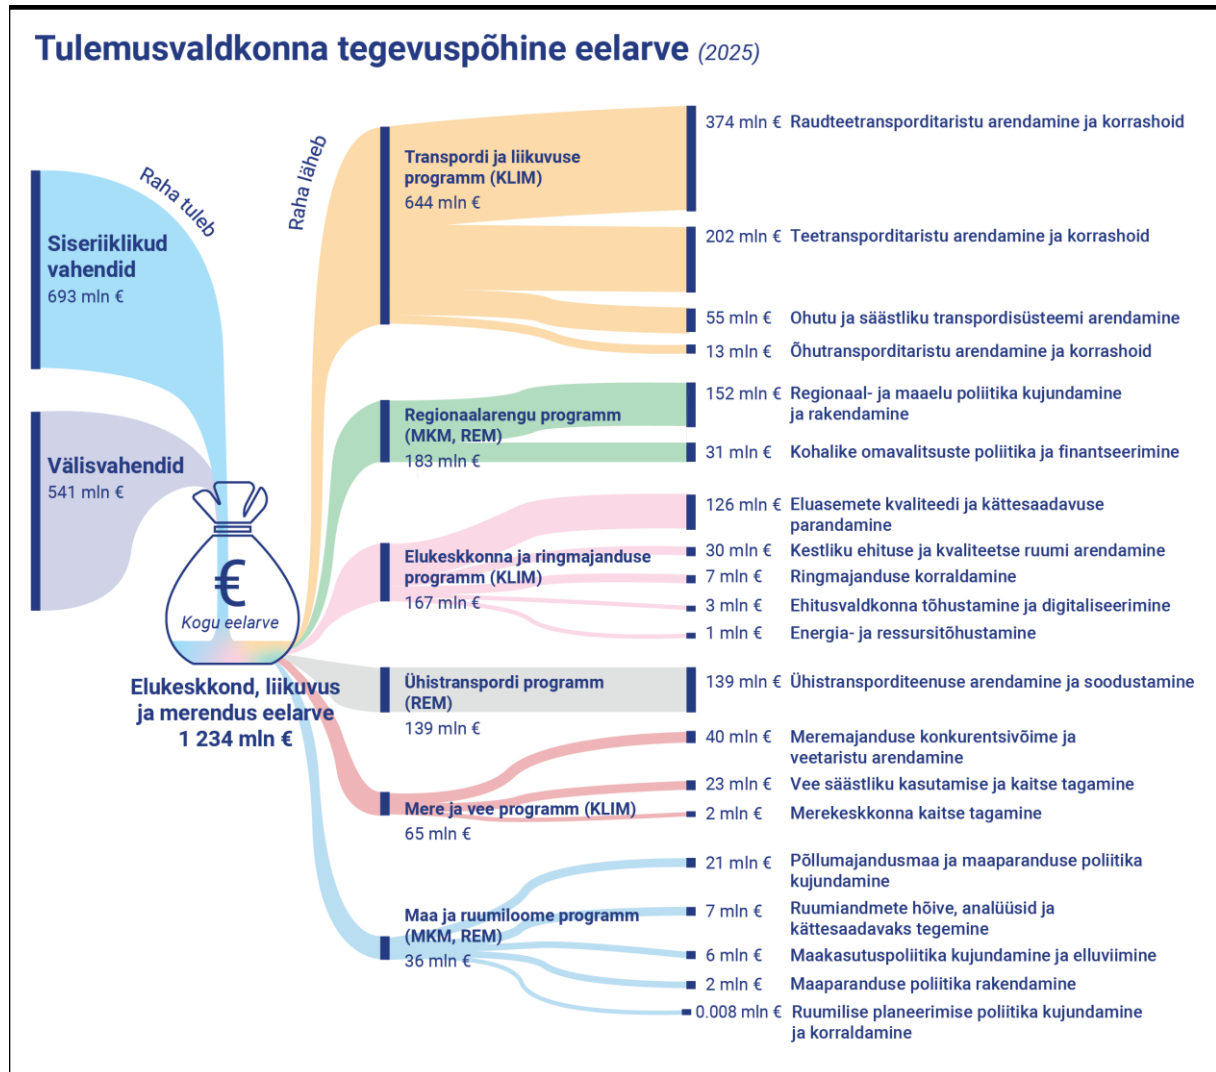 Tulemusvaldkonna tegevuspõhine eelarve (2025)
Raha tuleb
Raha läheb
Siseriiklikud
vahendid
693 mln €
Välisvahendid
541 mln €
€
Kogu eelarve
Elukeskkond, liikuvus
ja merendus eelarve
1 234 mln €
Transpordi ja liikuvuse
programm (KLIM)
644 mln €
374 mln € Raudteetransporditaristu arendamine ja korrashoid
202 mln € Teetransporditaristu arendamine ja korrashoid
55 mln € Ohutu ja säästliku transpordisüsteemi arendamine
13 mln € Õhutransporditaristu arendamine ja korrashoid
Regionaalarengu programm
(MKM, REM)
183 mln €
152 mln € Regionaal- ja maaelu poliitika kujundamine
ja rakendamine
31 mln € Kohalike omavalitsuste poliitika ja finantseerimine
Elukeskkonna ja ringmajanduse
programm (KLIM)
167 mln €
126 mln € Eluasemete kvaliteedi ja kättesaadavuse
parandamine
30 mln € Kestliku ehituse ja kvaliteetse ruumi arendamine
7 mln € Ringmajanduse korraldamine
3 mln € Ehitusvaldkonna tõhustamine ja digitaliseerimine
1 mln € Energia- ja ressursitõhustamine
Ühistranspordi programm
(REM)
139 mln €
139 mln € Ühistransporditeenuse arendamine ja soodustamine
Mere ja vee programm (KLIM)
65 mln €
40 mln € Meremajanduse konkurentsivõime ja
veetaristu arendamine
23 mln € Vee säästliku kasutamise ja kaitse tagamine
2 mln € Merekeskkonna kaitse tagamine
Maa ja ruumiloome programm
(MKM, REM)
36 mln €
21 mln € Põllumajandusmaa ja maaparanduse poliitika
kujundamine
7 mln € Ruumiandmete hõive, analüüsid ja
kättesaadavaks tegemine
6 mln € Maakasutuspoliitika kujundamine ja elluviimine
2 mln € Maaparanduse poliitika rakendamine
0.008 mln € Ruumilise planeerimise poliitika kujundamine
ja korraldamine